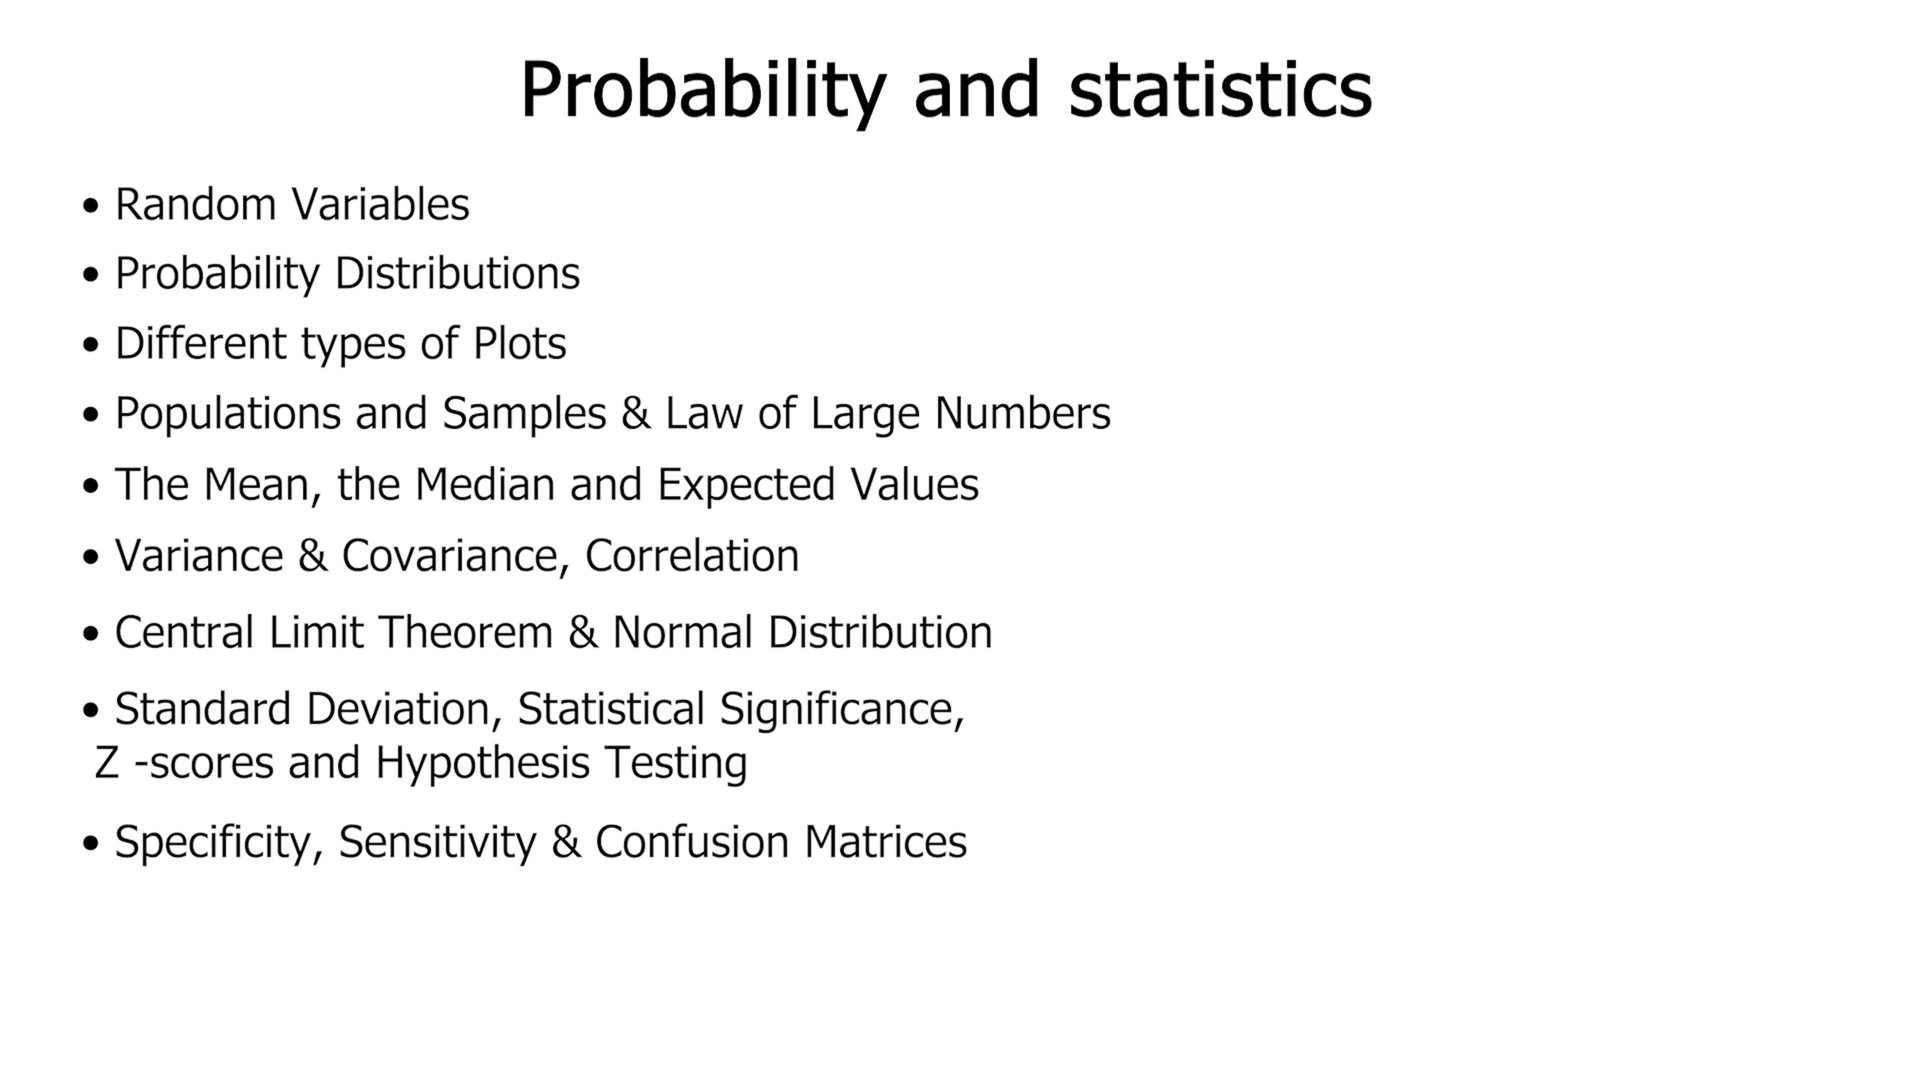 Probability and statistics
• Random Variables
• Probability Distributions
• Different types of Plots
• Populations and Samples & Law of Large Numbers
• The Mean, the Median and Expected Values
• Variance & Covariance, Correlation
• Central Limit Theorem & Normal Distribution
• Standard Deviation, Statistical Significance,
Z -scores and Hypothesis Testing
• Specificity, Sensitivity & Confusion Matrices